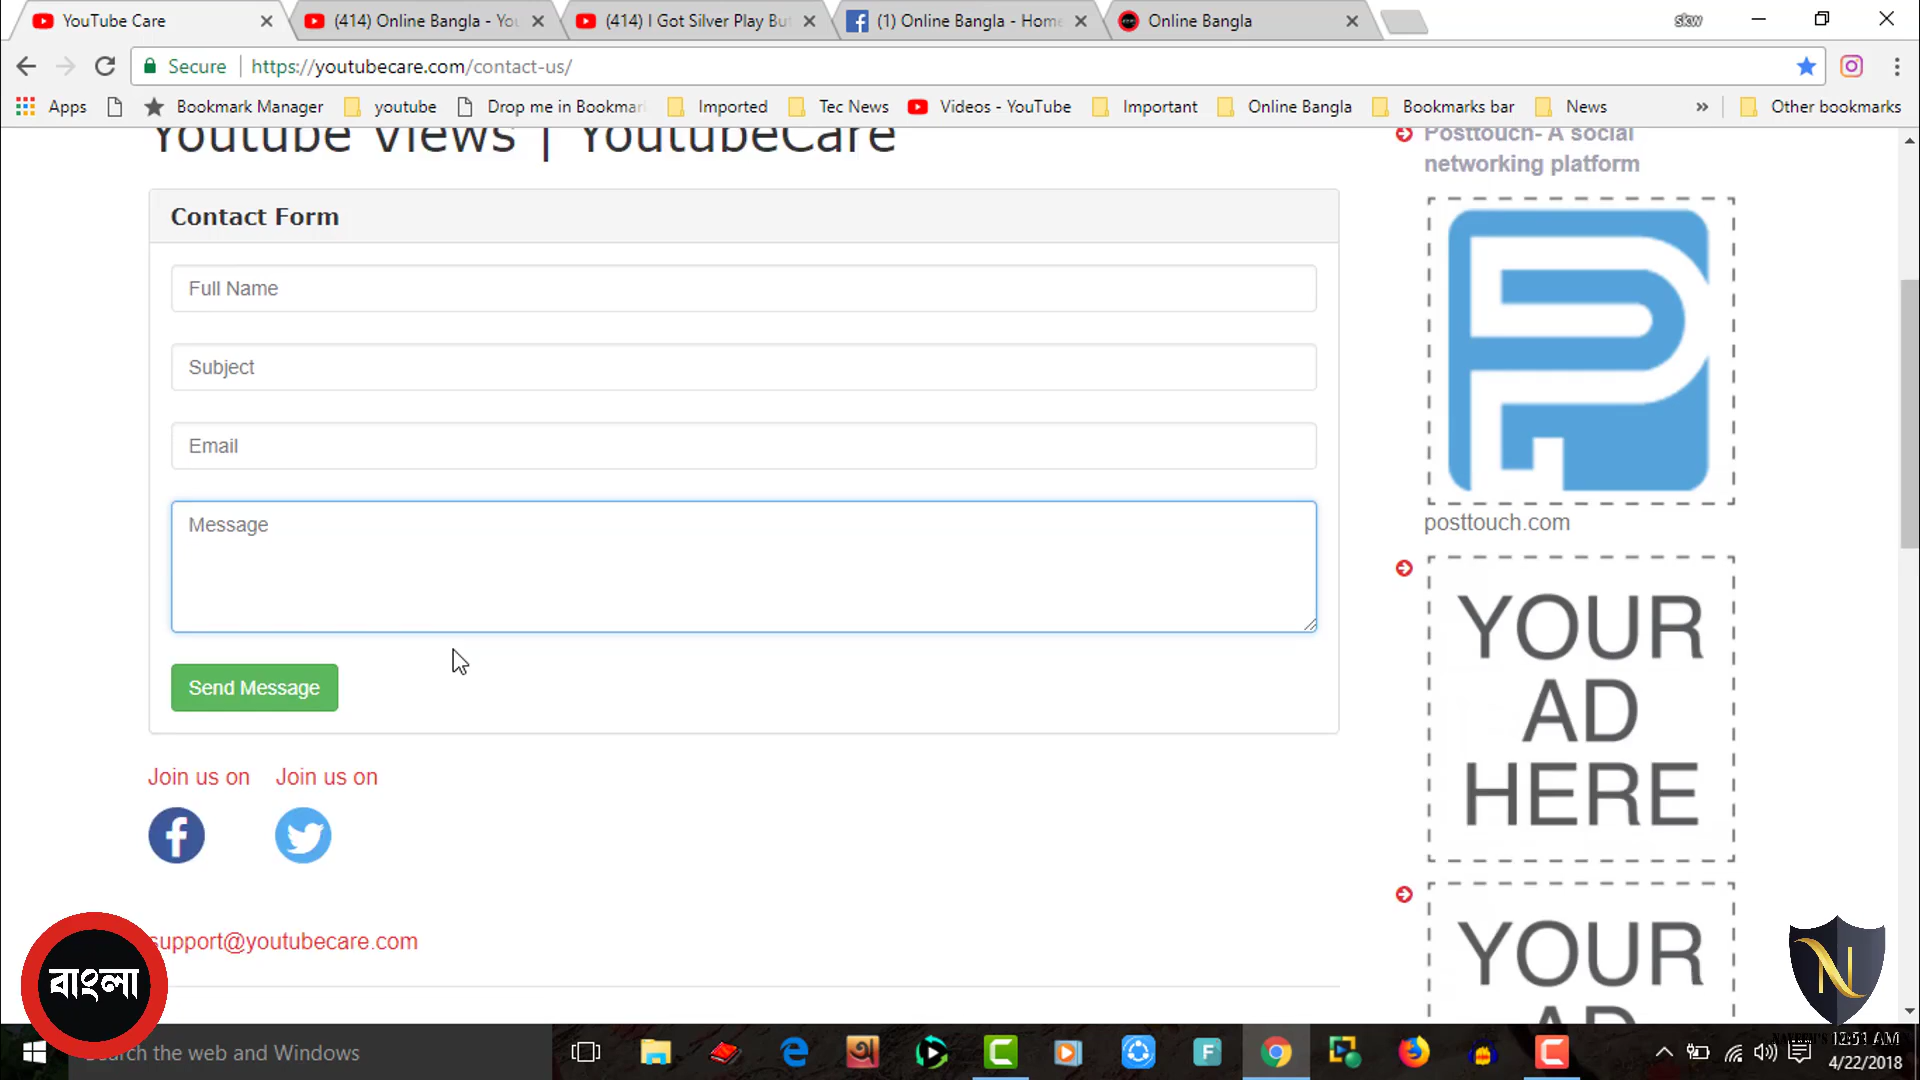 YouTube Care
(414) Online Bangla - You
(414) I Got Silver Play But
(1) Online Bangla - Home
Online Bangla
skw
Secure
https://youtubecare.com/contact-us/
Apps
Bookmark Manager
youtube
Drop me in Bookmar
Imported
Tec News
Videos - YouTube
Important
Online Bangla
Bookmarks bar
News
»
Other bookmarks
Youtube Views | YoutubeCare
Contact Form
Full Name
Subject
Email
Message
Send Message
Join us on
Join us on
support@youtubecare.com
Posttouch- A social
networking platform
posttouch.com
YOUR
AD
HERE
YOUR
AD
বাংলা
N
Search the web and Windows
12:51 AM
4/22/2018